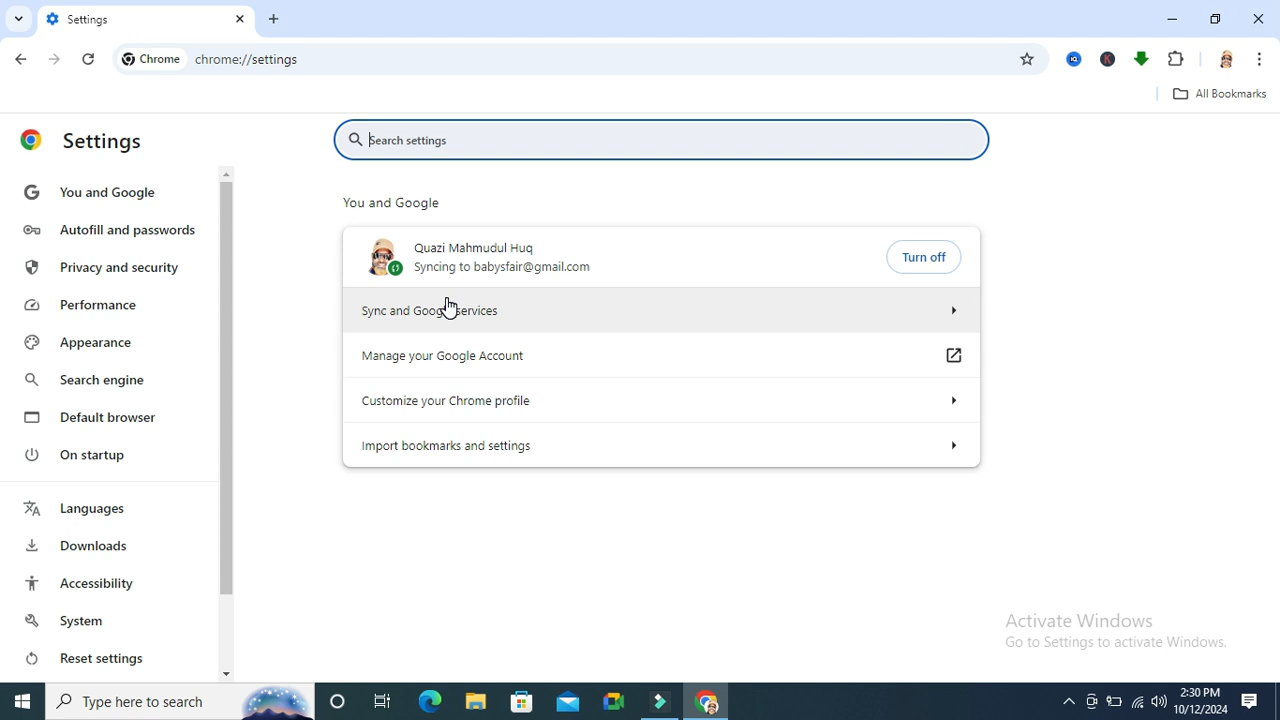 Settings
Chrome
chrome://settings
All Bookmarks
Settings
Search settings
You and Google
Autofill and passwords
Privacy and security
Performance
Appearance
Search engine
Default browser
On startup
Languages
Downloads
Accessibility
System
Reset settings
You and Google
Quazi Mahmudul Huq
Syncing to babysfair@gmail.com
Turn off
Sync and Google services
Manage your Google Account
Customize your Chrome profile
Import bookmarks and settings
Activate Windows
Go to Settings to activate Windows.
Type here to search
2:30 PM
10/12/2024